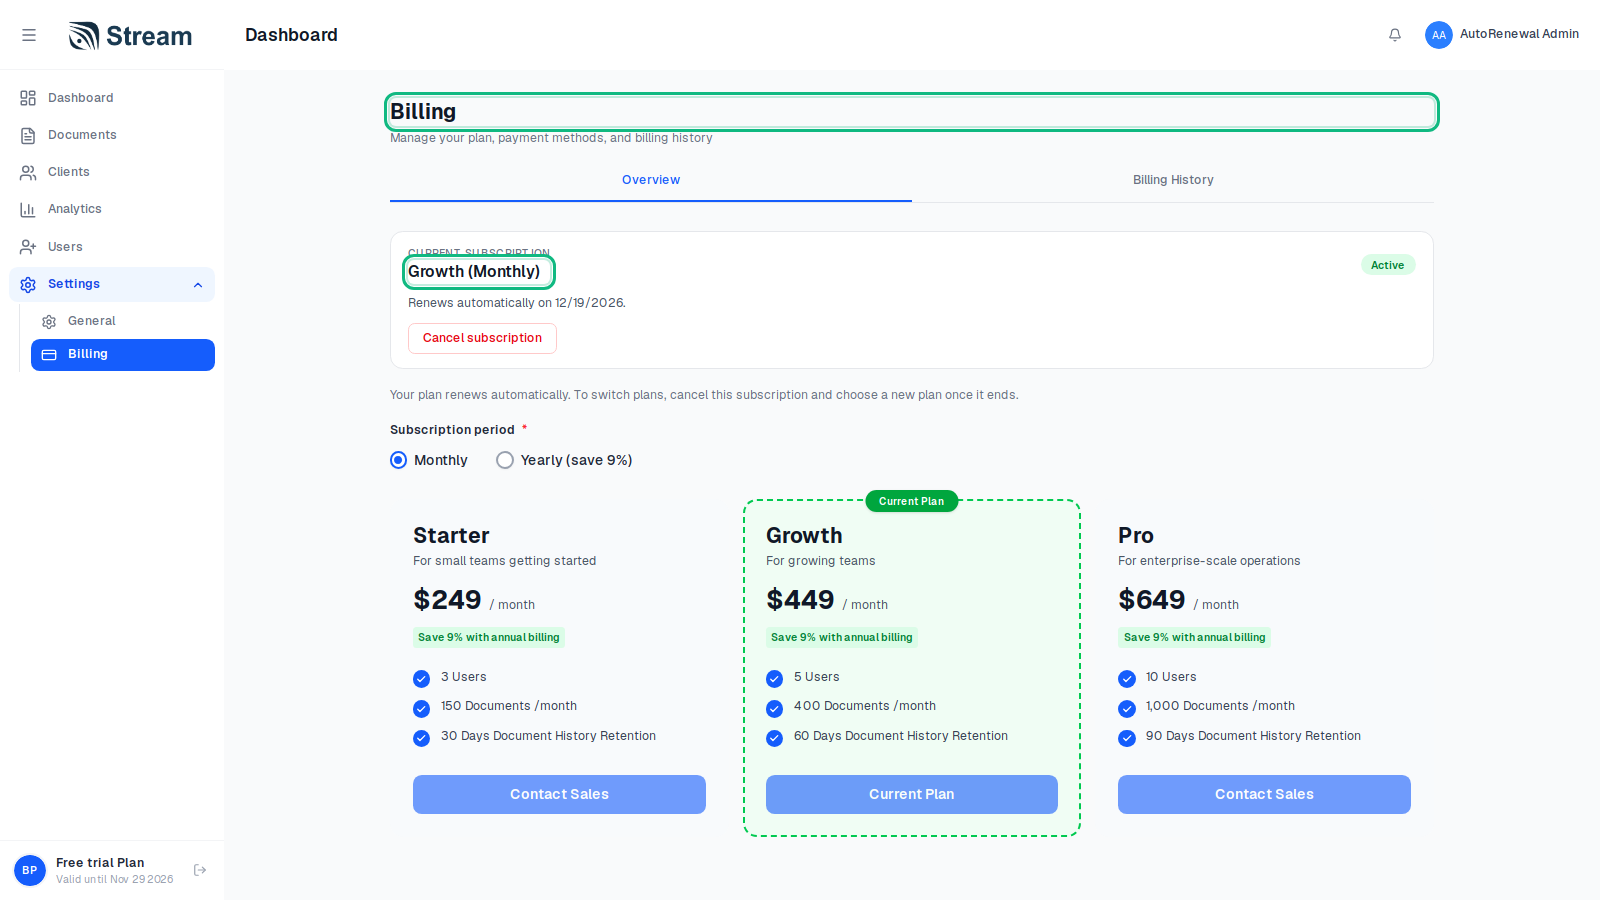 Stream
Dashboard
AA
AutoRenewal Admin
Dashboard
Documents
Clients
Analytics
Users
Settings
General
Billing
Free trial Plan
BP
Valid until Nov 29 2026
Billing
Manage your plan, payment methods, and billing history
Overview
Billing History
CURRENT SUBSCRIPTION
Growth (Monthly)
Active
Renews automatically on 12/19/2026.
Cancel subscription
Your plan renews automatically. To switch plans, cancel this subscription and choose a new plan once it ends.
Subscription period *
Monthly
Yearly (save 9%)
Starter
For small teams getting started
$249 / month
Save 9% with annual billing
3 Users
150 Documents /month
30 Days Document History Retention
Contact Sales
Current Plan
Growth
For growing teams
$449 / month
Save 9% with annual billing
5 Users
400 Documents /month
60 Days Document History Retention
Current Plan
Pro
For enterprise-scale operations
$649 / month
Save 9% with annual billing
10 Users
1,000 Documents /month
90 Days Document History Retention
Contact Sales